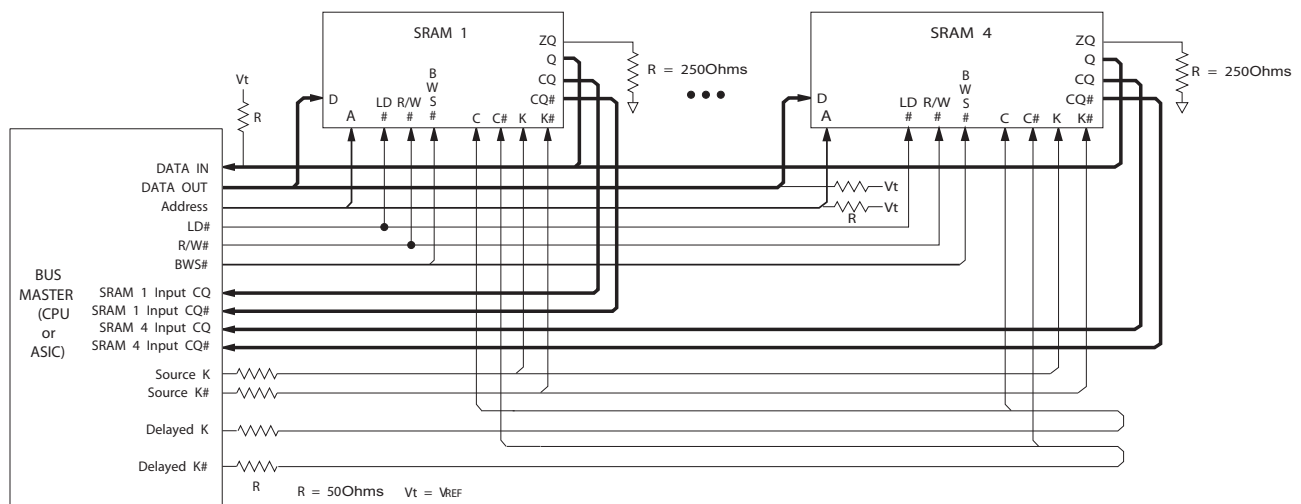 SRAM 1
ZQ
Q
CQ
CQ#
D
A
LD
#
R/W
#
B
W
S
#
C
C#
K
K#
R = 250Ohms
SRAM 4
ZQ
Q
CQ
CQ#
D
A
LD
#
R/W
#
B
W
S
#
C
C#
K
K#
R = 250Ohms
Vt
R
DATA IN
DATA OUT
Address
LD#
R/W#
BWS#
Vt
Vt
R
BUS
MASTER
(CPU
or
ASIC)
SRAM 1 Input CQ
SRAM 1 Input CQ#
SRAM 4 Input CQ
SRAM 4 Input CQ#
Source K
Source K#
Delayed K
Delayed K#
R
R = 50Ohms Vt = VREF